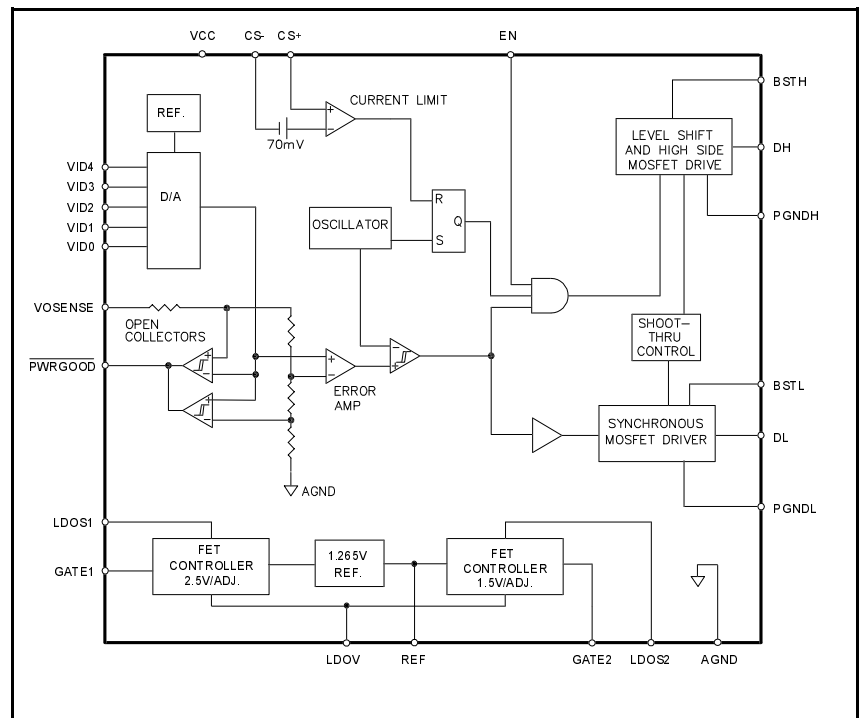 VCC CS- CS+ EN
BSTH
CURRENT LIMIT
REF.
70mV
LEVEL SHIFT
AND HIGH SIDE
MOSFET DRIVE
DH
VID4
VID3
VID2
VID1
VID0
D/A
R
Q
S
OSCILLATOR
PGNDH
VOSENSE
OPEN
COLLECTORS
SHOOT-
THRU
CONTROL
PWRGOOD
+
-
+
-
+
-
-
+
+
-
ERROR
AMP
BSTL
SYNCHRONOUS
MOSFET DRIVER
DL
AGND
PGNDL
LDOS1
FET
CONTROLLER
2.5V/ADJ.
1.265V
REF.
FET
CONTROLLER
1.5V/ADJ.
GATE1
LDOV REF GATE2 LDOS2 AGND